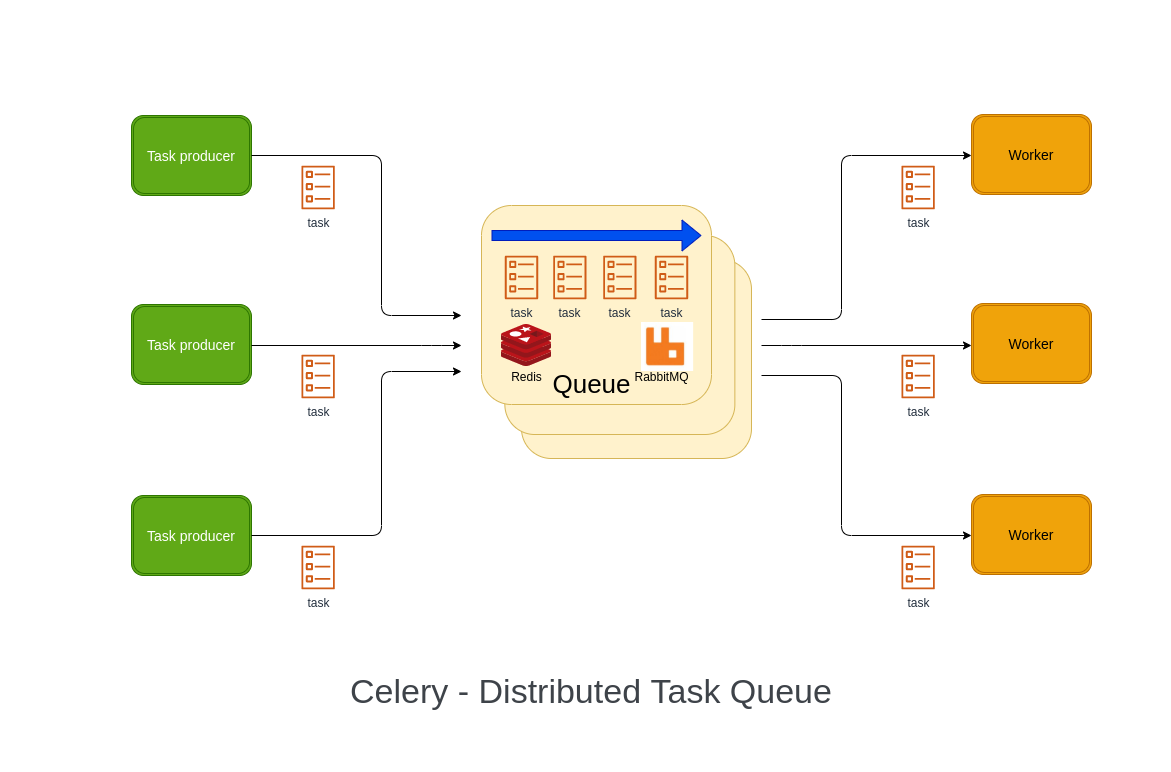 Task producer
task
Worker
task
task
task
task
task
Redis
RabbitMQ
Queue
Task producer
task
Worker
task
Task producer
task
Worker
task
Celery - Distributed Task Queue